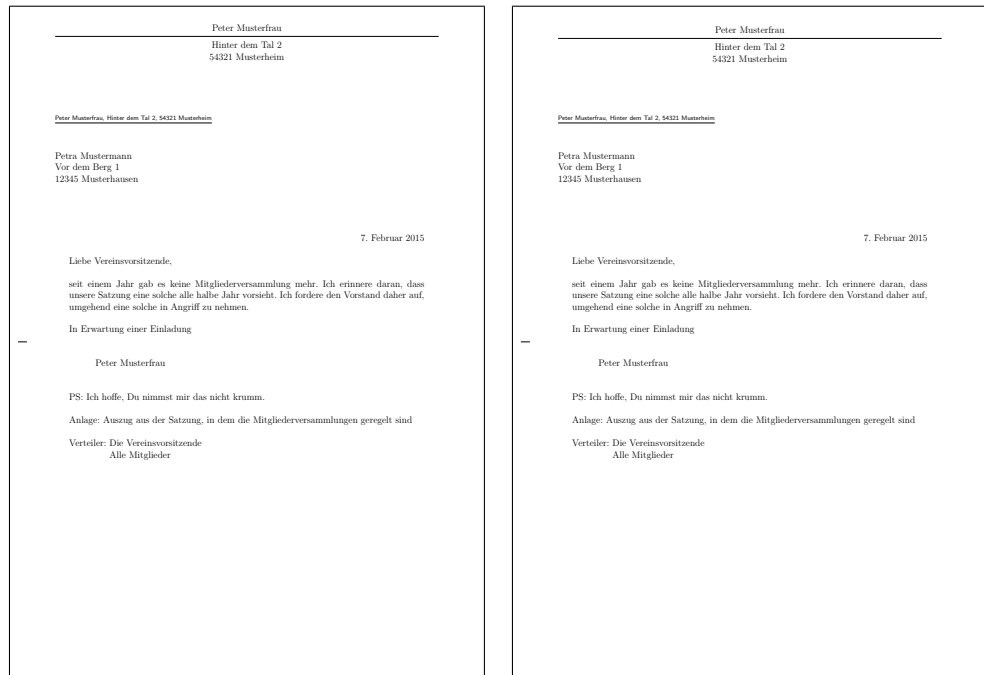 Peter Musterfrau
Hinter dem Tal 2
54321 Musterheim
Peter Musterfrau, Hinter dem Tal 2, 54321 Musterheim
Petra Mustermann
Vor dem Berg 1
12345 Musterhausen
7. Februar 2015
Liebe Vereinsvorsitzende,
seit einem Jahr gab es keine Mitgliederversammlung mehr. Ich erinnere daran, dass
unsere Satzung eine solche alle halbe Jahr vorsieht. Ich fordere den Vorstand daher auf,
umgehend eine solche in Angriff zu nehmen.
In Erwartung einer Einladung
Peter Musterfrau
PS: Ich hoffe, Du nimmst mir das nicht krumm.
Anlage: Auszug aus der Satzung, in dem die Mitgliederversammlungen geregelt sind
Verteiler: Die Vereinsvorsitzende
Alle Mitglieder
Peter Musterfrau
Hinter dem Tal 2
54321 Musterheim
Peter Musterfrau, Hinter dem Tal 2, 54321 Musterheim
Petra Mustermann
Vor dem Berg 1
12345 Musterhausen
7. Februar 2015
Liebe Vereinsvorsitzende,
seit einem Jahr gab es keine Mitgliederversammlung mehr. Ich erinnere daran, dass
unsere Satzung eine solche alle halbe Jahr vorsieht. Ich fordere den Vorstand daher auf,
umgehend eine solche in Angriff zu nehmen.
In Erwartung einer Einladung
Peter Musterfrau
PS: Ich hoffe, Du nimmst mir das nicht krumm.
Anlage: Auszug aus der Satzung, in dem die Mitgliederversammlungen geregelt sind
Verteiler: Die Vereinsvorsitzende
Alle Mitglieder